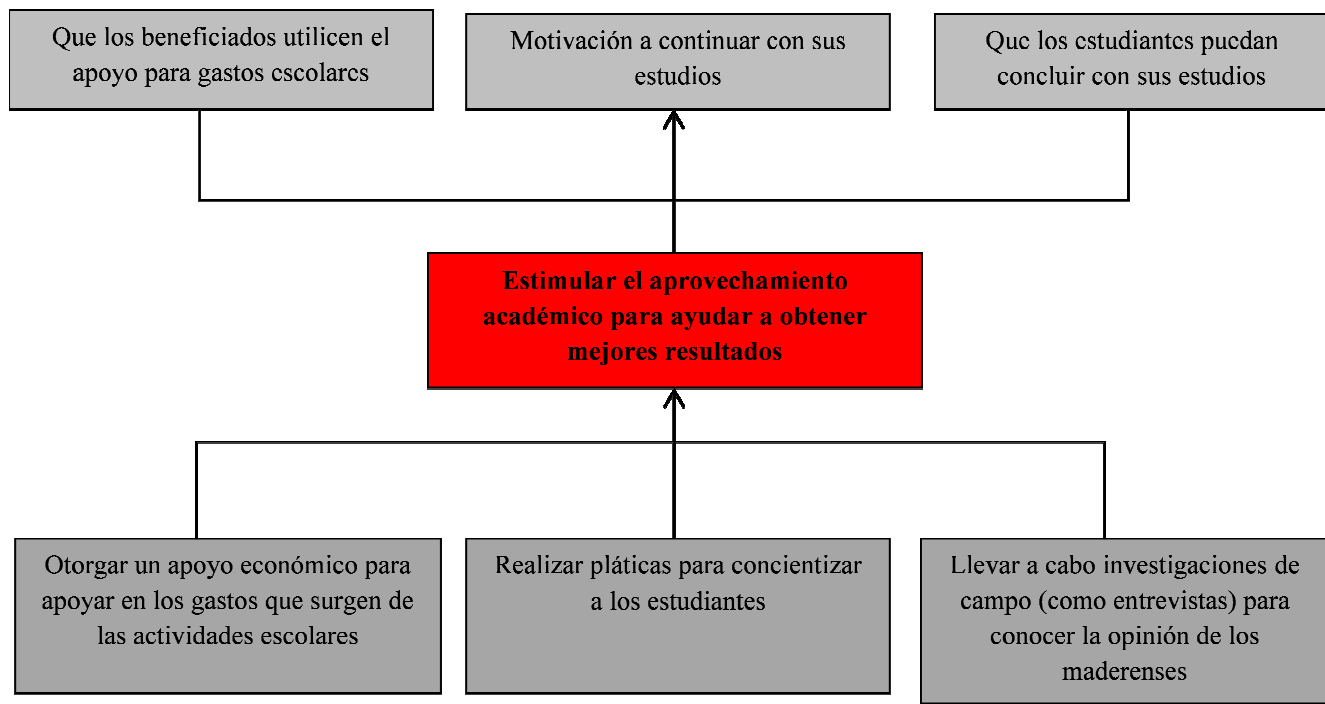 Que los beneficiados utilicen el
apoyo para gastos escolares
Motivación a continuar con sus
estudios
Que los estudiantes puedan
concluir con sus estudios
Estimular el aprovechamiento
académico para ayudar a obtener
mejores resultados
Otorgar un apoyo económico para
apoyar en los gastos que surgen de
las actividades escolares
Realizar pláticas para concientizar
a los estudiantes
Llevar a cabo investigaciones de
campo (como entrevistas) para
conocer la opinión de los
maderenses